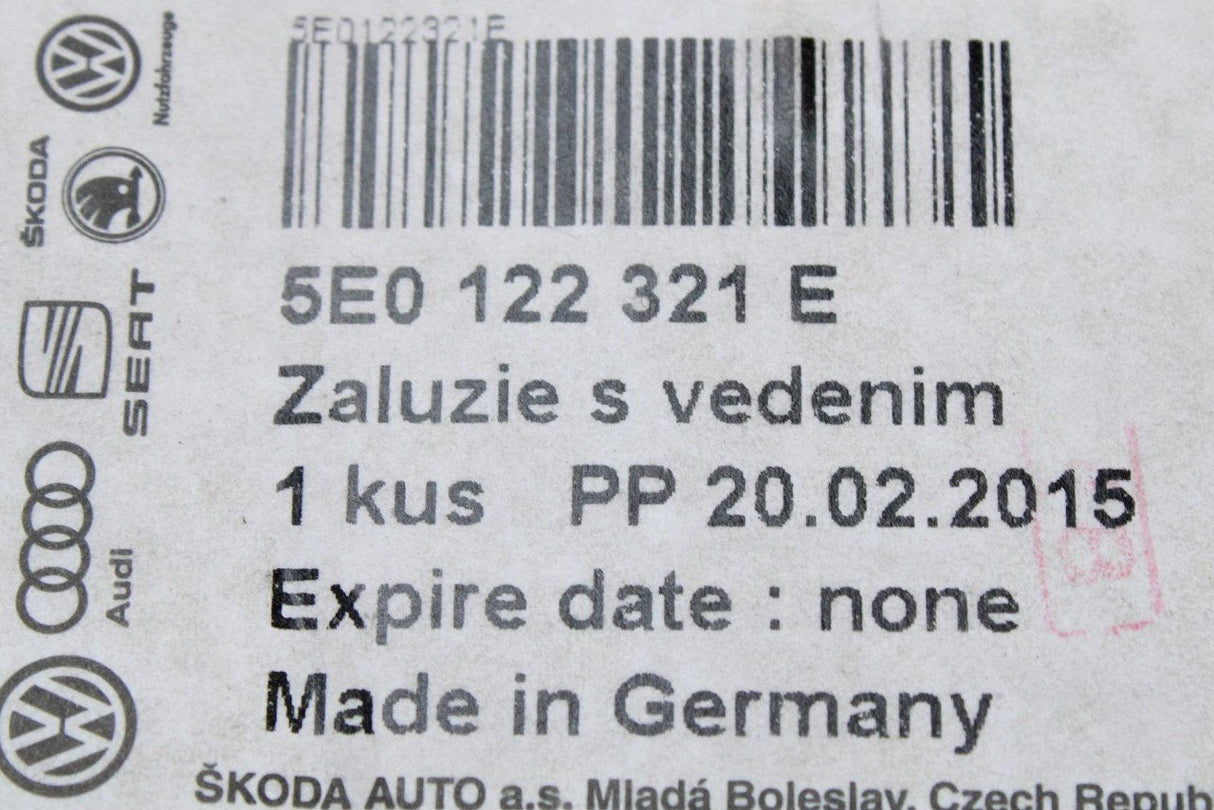 5E0122321E
5E0 122 321 E
Zaluzie s vedenim
1 kus PP 20.02.2015
Expire date : none
Made in Germany
ŠKODA AUTO a.s. Mladá Boleslav, Czech Repub
Nutzfahrzeuge
ŠKODA
SEAT
Audi